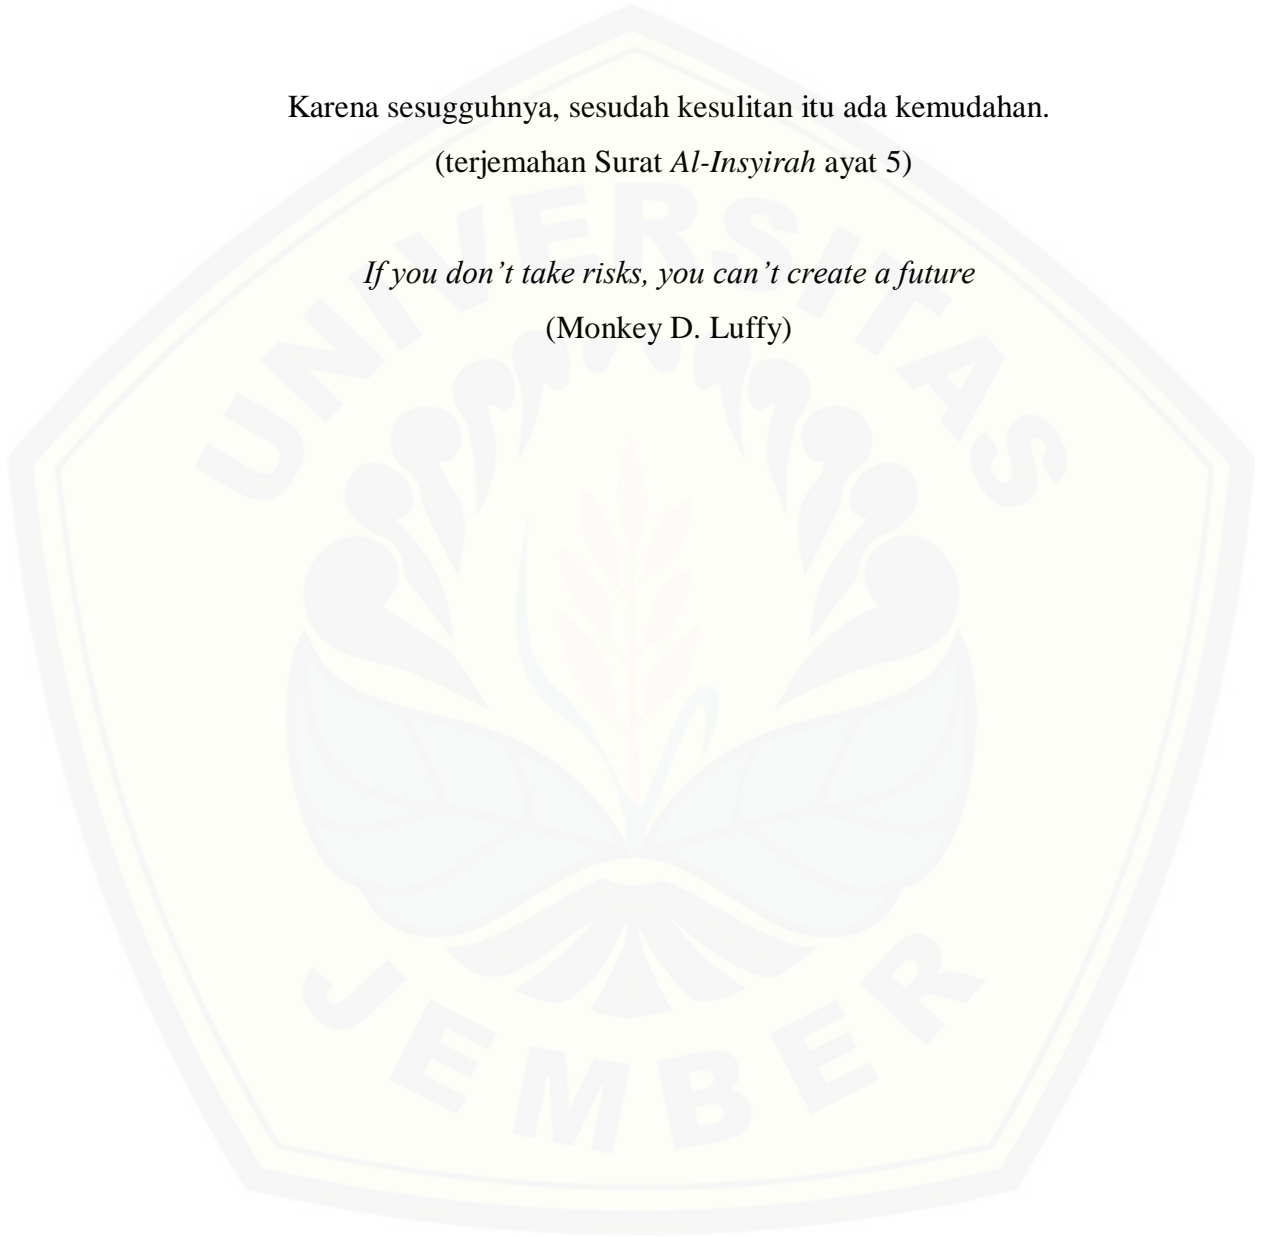 Karena sesugguhnya, sesudah kesulitan itu ada kemudahan.
(terjemahan Surat Al-Insyirah ayat 5)
If you don’t take risks, you can’t create a future
(Monkey D. Luffy)
UNIVERSITAS
JEMBER